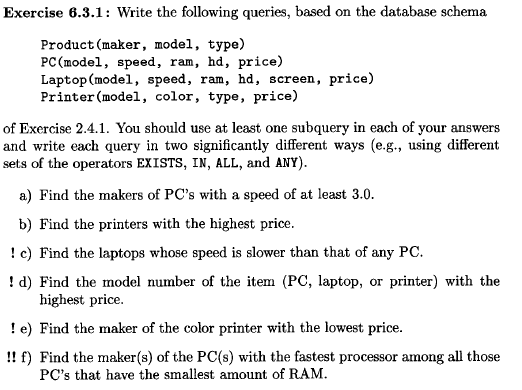 Exercise 6.3.1: Write the following queries, based on the database schema
Product(maker, model, type)
PC(model, speed, ram, hd, price)
Laptop(model, speed, ram, hd, screen, price)
Printer(model, color, type, price)
of Exercise 2.4.1. You should use at least one subquery in each of your answers
and write each query in two significantly different ways (e.g., using different
sets of the operators EXISTS, IN, ALL, and ANY).
a) Find the makers of PC's with a speed of at least 3.0.
b) Find the printers with the highest price.
! c) Find the laptops whose speed is slower than that of any PC.
! d) Find the model number of the item (PC, laptop, or printer) with the
highest price.
! e) Find the maker of the color printer with the lowest price.
!! f) Find the maker(s) of the PC(s) with the fastest processor among all those
PC's that have the smallest amount of RAM.